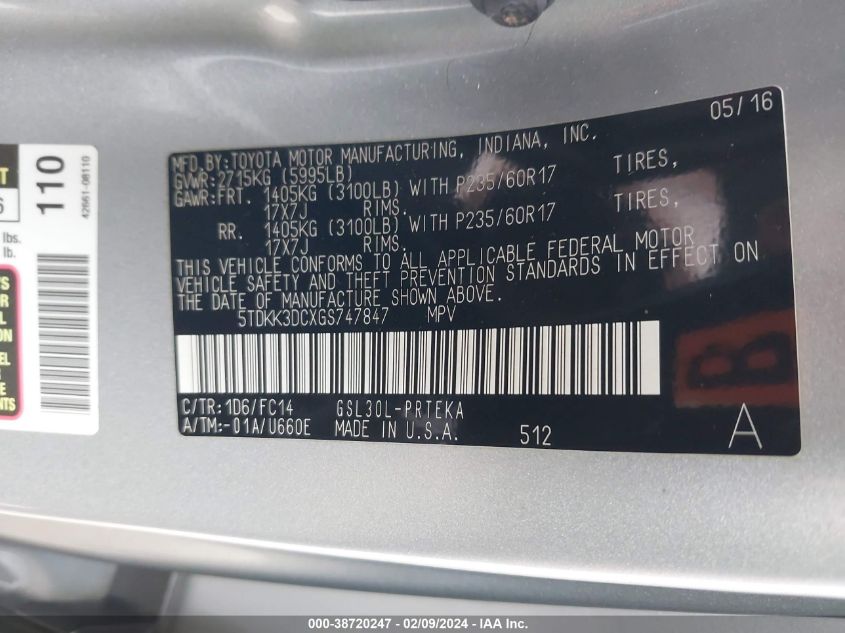 05/16
MFD.BY:TOYOTA MOTOR MANUFACTURING, INDIANA, INC.
GVWR:2715KG (5995LB)
GAWR:FRT. 1405KG (3100LB) WITH P235/60R17 TIRES,
17X7J RIMS.
RR. 1405KG (3100LB) WITH P235/60R17 TIRES,
17X7J RIMS.
THIS VEHICLE CONFORMS TO ALL APPLICABLE FEDERAL MOTOR
VEHICLE SAFETY AND THEFT PREVENTION STANDARDS IN EFFECT ON
THE DATE OF MANUFACTURE SHOWN ABOVE.
5TDKK3DCXGS747847 MPV
C/TR:1D6/FC14 GSL30L-PRTEKA
A/TM:-01A/U660E MADE IN U.S.A. 512 A
B
110
42661-08110
lbs.
lb.
000-38720247 - 02/09/2024 - IAA Inc.